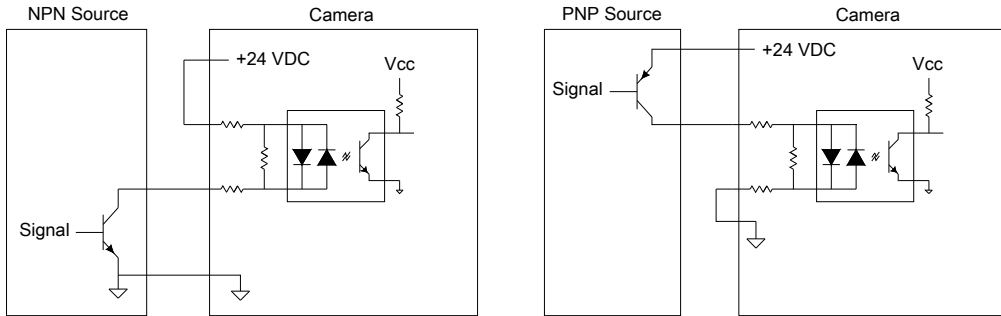 NPN Source
Camera
+24 VDC
Vcc
Signal
PNP Source
Camera
+24 VDC
Vcc
Signal